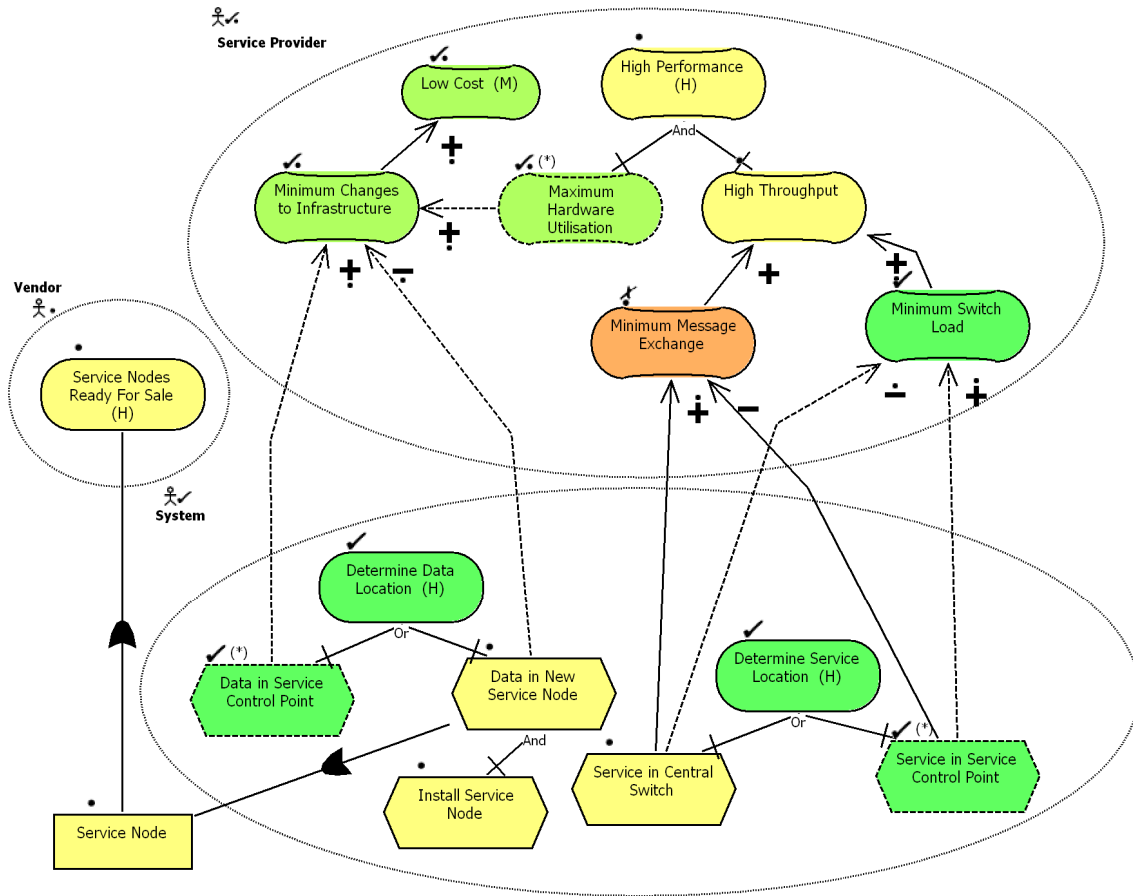 Service Provider
Low Cost (M)
High Performance
(H)
And
(*)
Minimum Changes
to Infrastructure
Maximum
Hardware
Utilisation
High Throughput
Vendor
Minimum Message
Exchange
Minimum Switch
Load
Service Nodes
Ready For Sale
(H)
System
Determine Data
Location (H)
Or
(*)
Data in Service
Control Point
Data in New
Service Node
Determine Service
Location (H)
Or
(*)
And
Service in Central
Switch
Service in Service
Control Point
Install Service
Node
Service Node